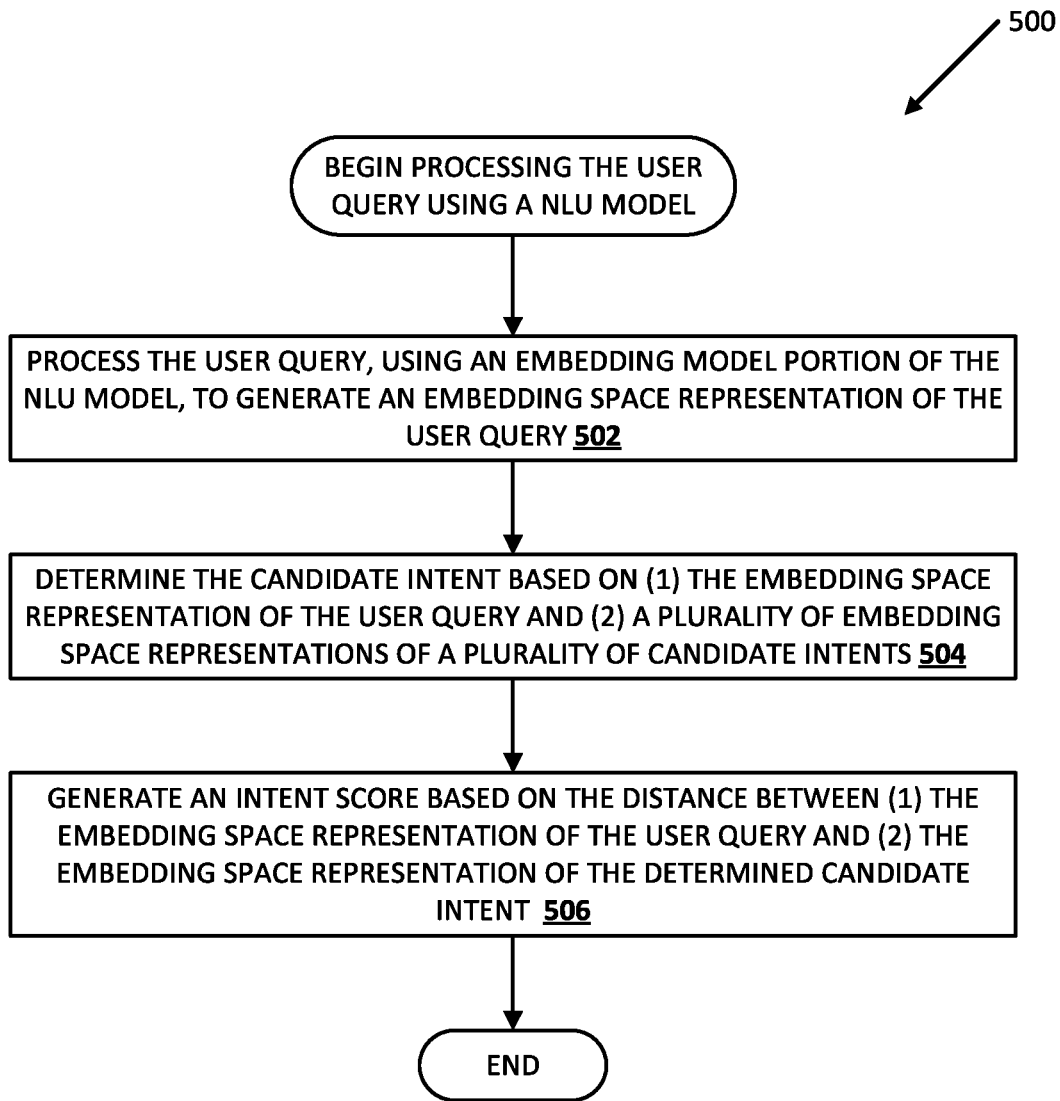 500
BEGIN PROCESSING THE USER
QUERY USING A NLU MODEL
PROCESS THE USER QUERY, USING AN EMBEDDING MODEL PORTION OF THE
NLU MODEL, TO GENERATE AN EMBEDDING SPACE REPRESENTATION OF THE
USER QUERY 502
DETERMINE THE CANDIDATE INTENT BASED ON (1) THE EMBEDDING SPACE
REPRESENTATION OF THE USER QUERY AND (2) A PLURALITY OF EMBEDDING
SPACE REPRESENTATIONS OF A PLURALITY OF CANDIDATE INTENTS 504
GENERATE AN INTENT SCORE BASED ON THE DISTANCE BETWEEN (1) THE
EMBEDDING SPACE REPRESENTATION OF THE USER QUERY AND (2) THE
EMBEDDING SPACE REPRESENTATION OF THE DETERMINED CANDIDATE
INTENT 506
END